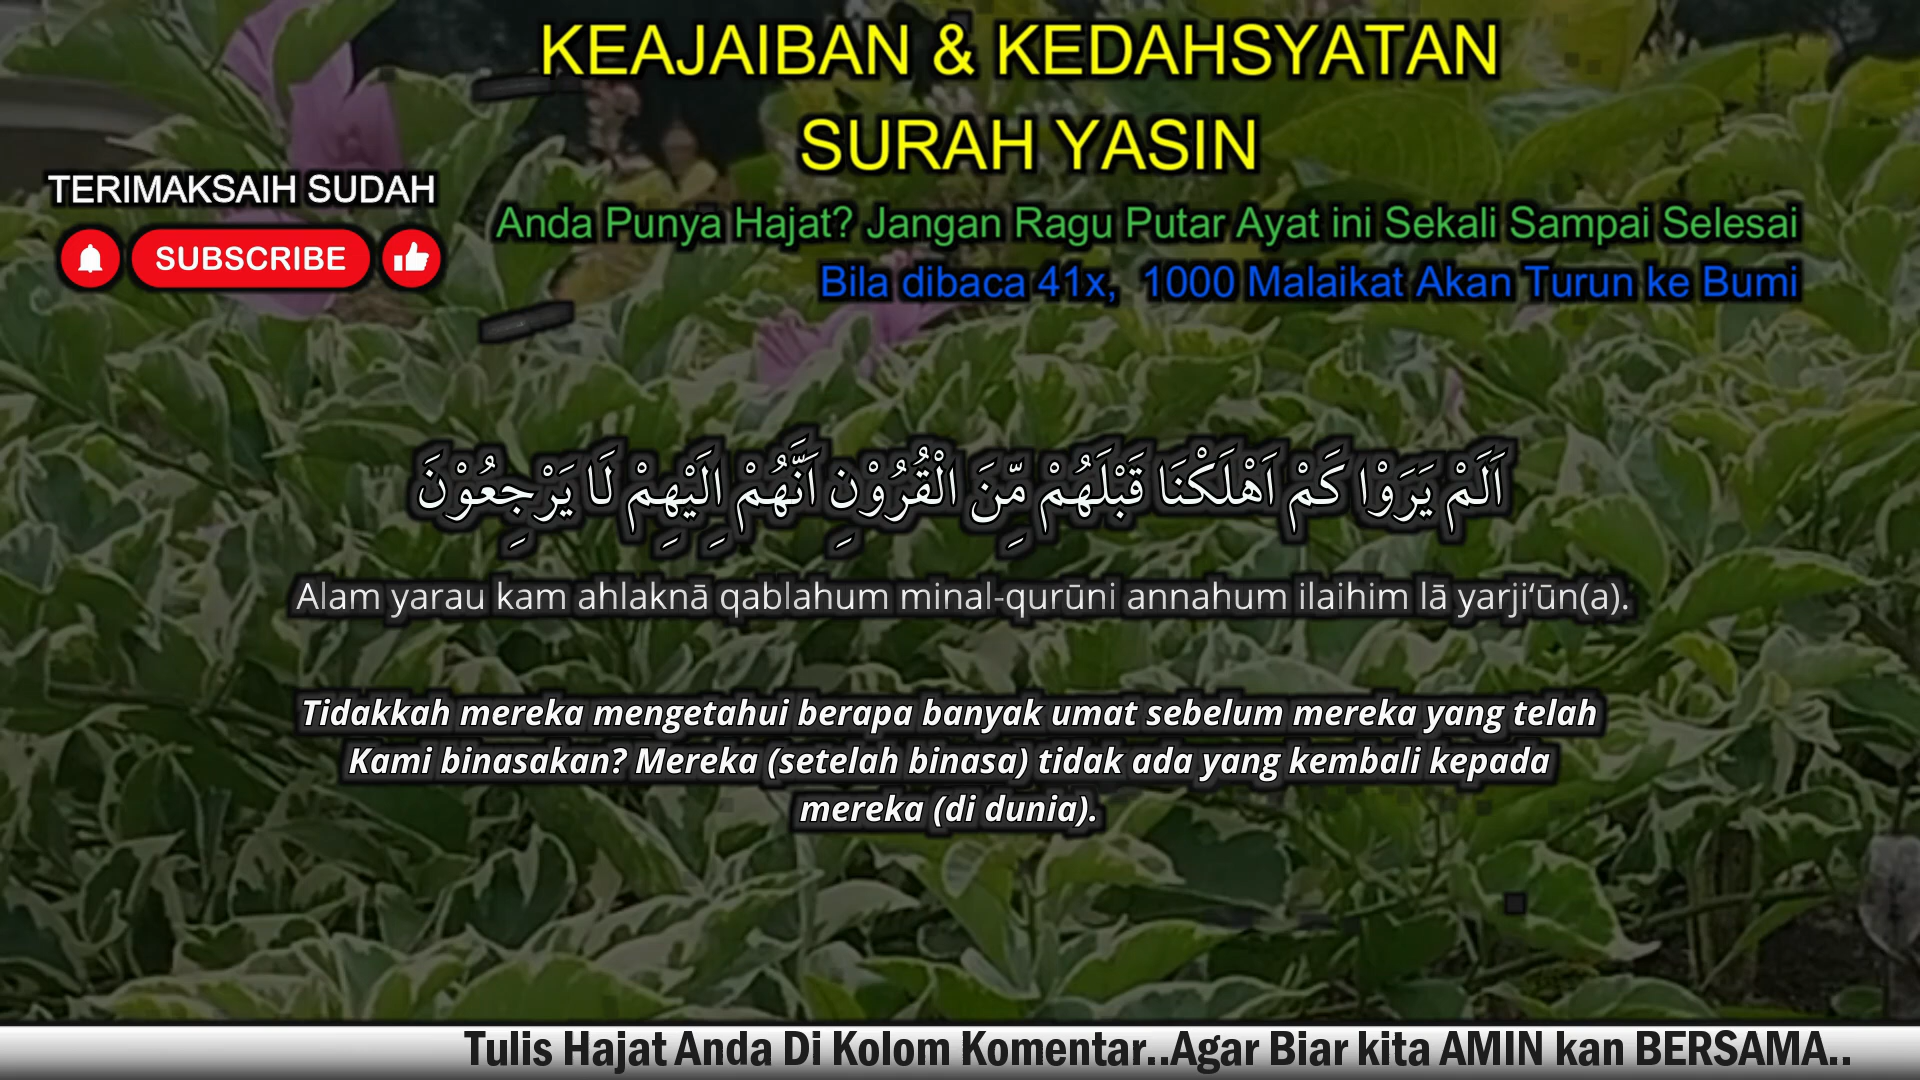 KEAJAIBAN & KEDAHSYATAN
SURAH YASIN
TERIMAKSAIH SUDAH
SUBSCRIBE
Anda Punya Hajat? Jangan Ragu Putar Ayat ini Sekali Sampai Selesai
Bila dibaca 41x, 1000 Malaikat Akan Turun ke Bumi
اَلَمْ يَرَوْا كَمْ اَهْلَكْنَا قَبْلَهُمْ مِّنَ الْقُرُوْنِ اَنَّهُمْ اِلَيْهِمْ لَا يَرْجِعُوْنَ
Alam yarau kam ahlaknā qablahum minal-qurūni annahum ilaihim lā yarji‘ūn(a).
Tidakkah mereka mengetahui berapa banyak umat sebelum mereka yang telah
Kami binasakan? Mereka (setelah binasa) tidak ada yang kembali kepada
mereka (di dunia).
Tulis Hajat Anda Di Kolom Komentar..Agar Biar kita AMIN kan BERSAMA..